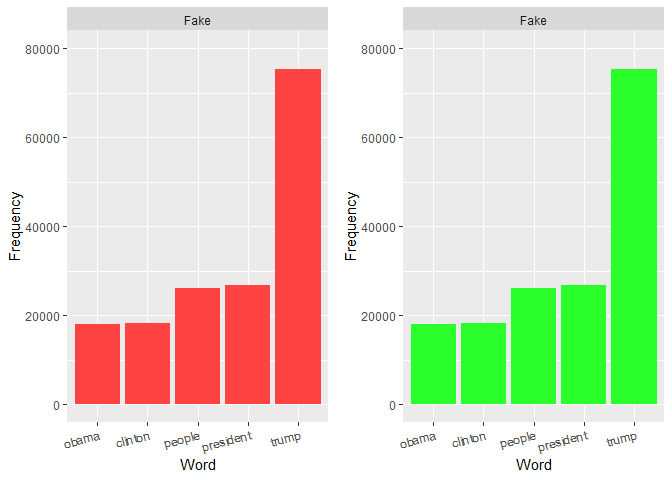 Fake
80000
60000
40000
20000
0
Frequency
obama
clinton
people
president
trump
Word
Fake
80000
60000
40000
20000
0
Frequency
obama
clinton
people
president
trump
Word